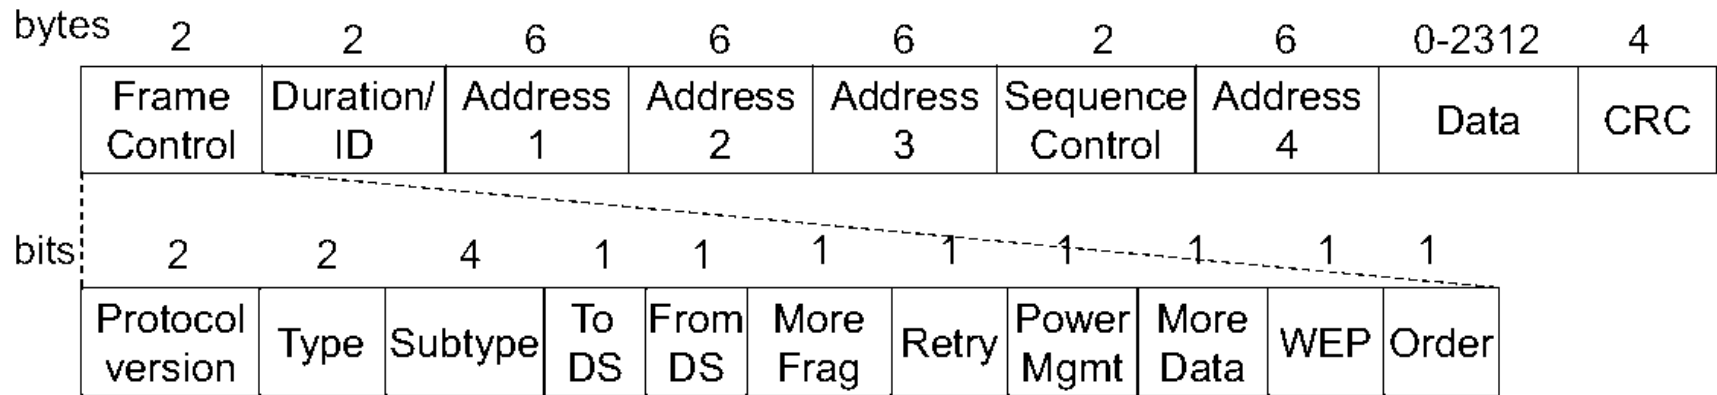 bytes 2 2 6 6 6 2 6 0-2312 4
Frame Duration/ Address Address Address Sequence Address Data CRC
Control ID 1 2 3 Control 4
bits 2 2 4 1 1 1 1 1 1 1 1
Protocol Type Subtype To From More Retry Power More WEP Order
version DS DS Frag Mgmt Data